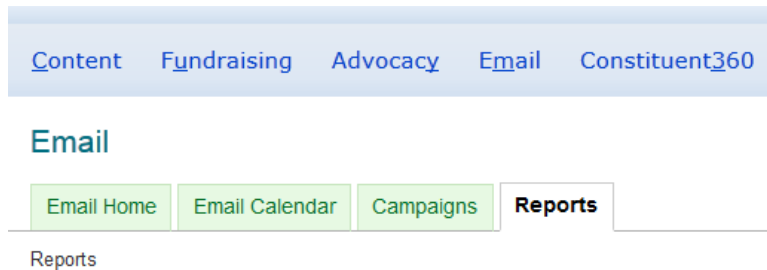 Content Fundraising Advocacy Email Constituent360
Email
Email Home Email Calendar Campaigns Reports
Reports